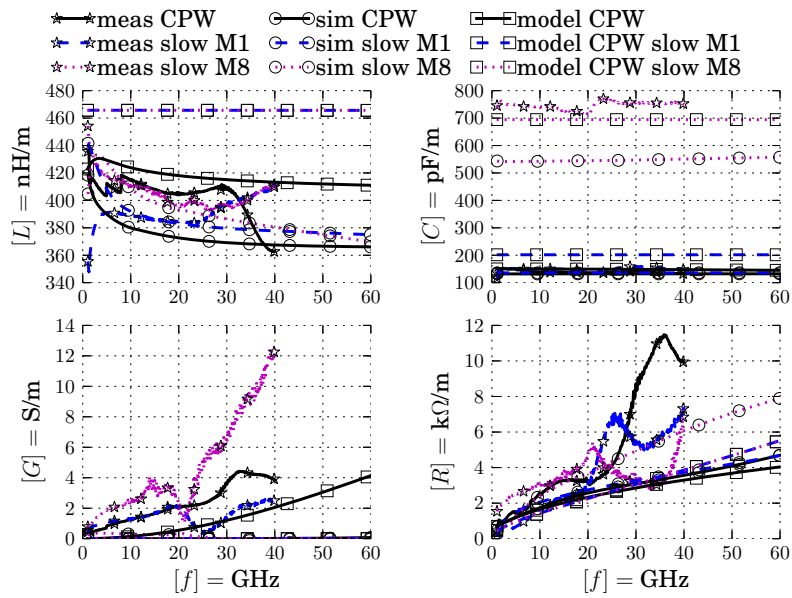 meas CPW sim CPW model CPW
meas slow M1 sim slow M1 model CPW slow M1
meas slow M8 sim slow M8 model CPW slow M8
[L] = nH/m
480
460
440
420
400
380
360
340
0 10 20 30 40 50 60
[C] = pF/m
800
700
600
500
400
300
200
100
0 10 20 30 40 50 60
[G] = S/m
14
12
10
8
6
4
2
0
0 10 20 30 40 50 60
[f] = GHz
[R] = kΩ/m
12
10
8
6
4
2
0
0 10 20 30 40 50 60
[f] = GHz